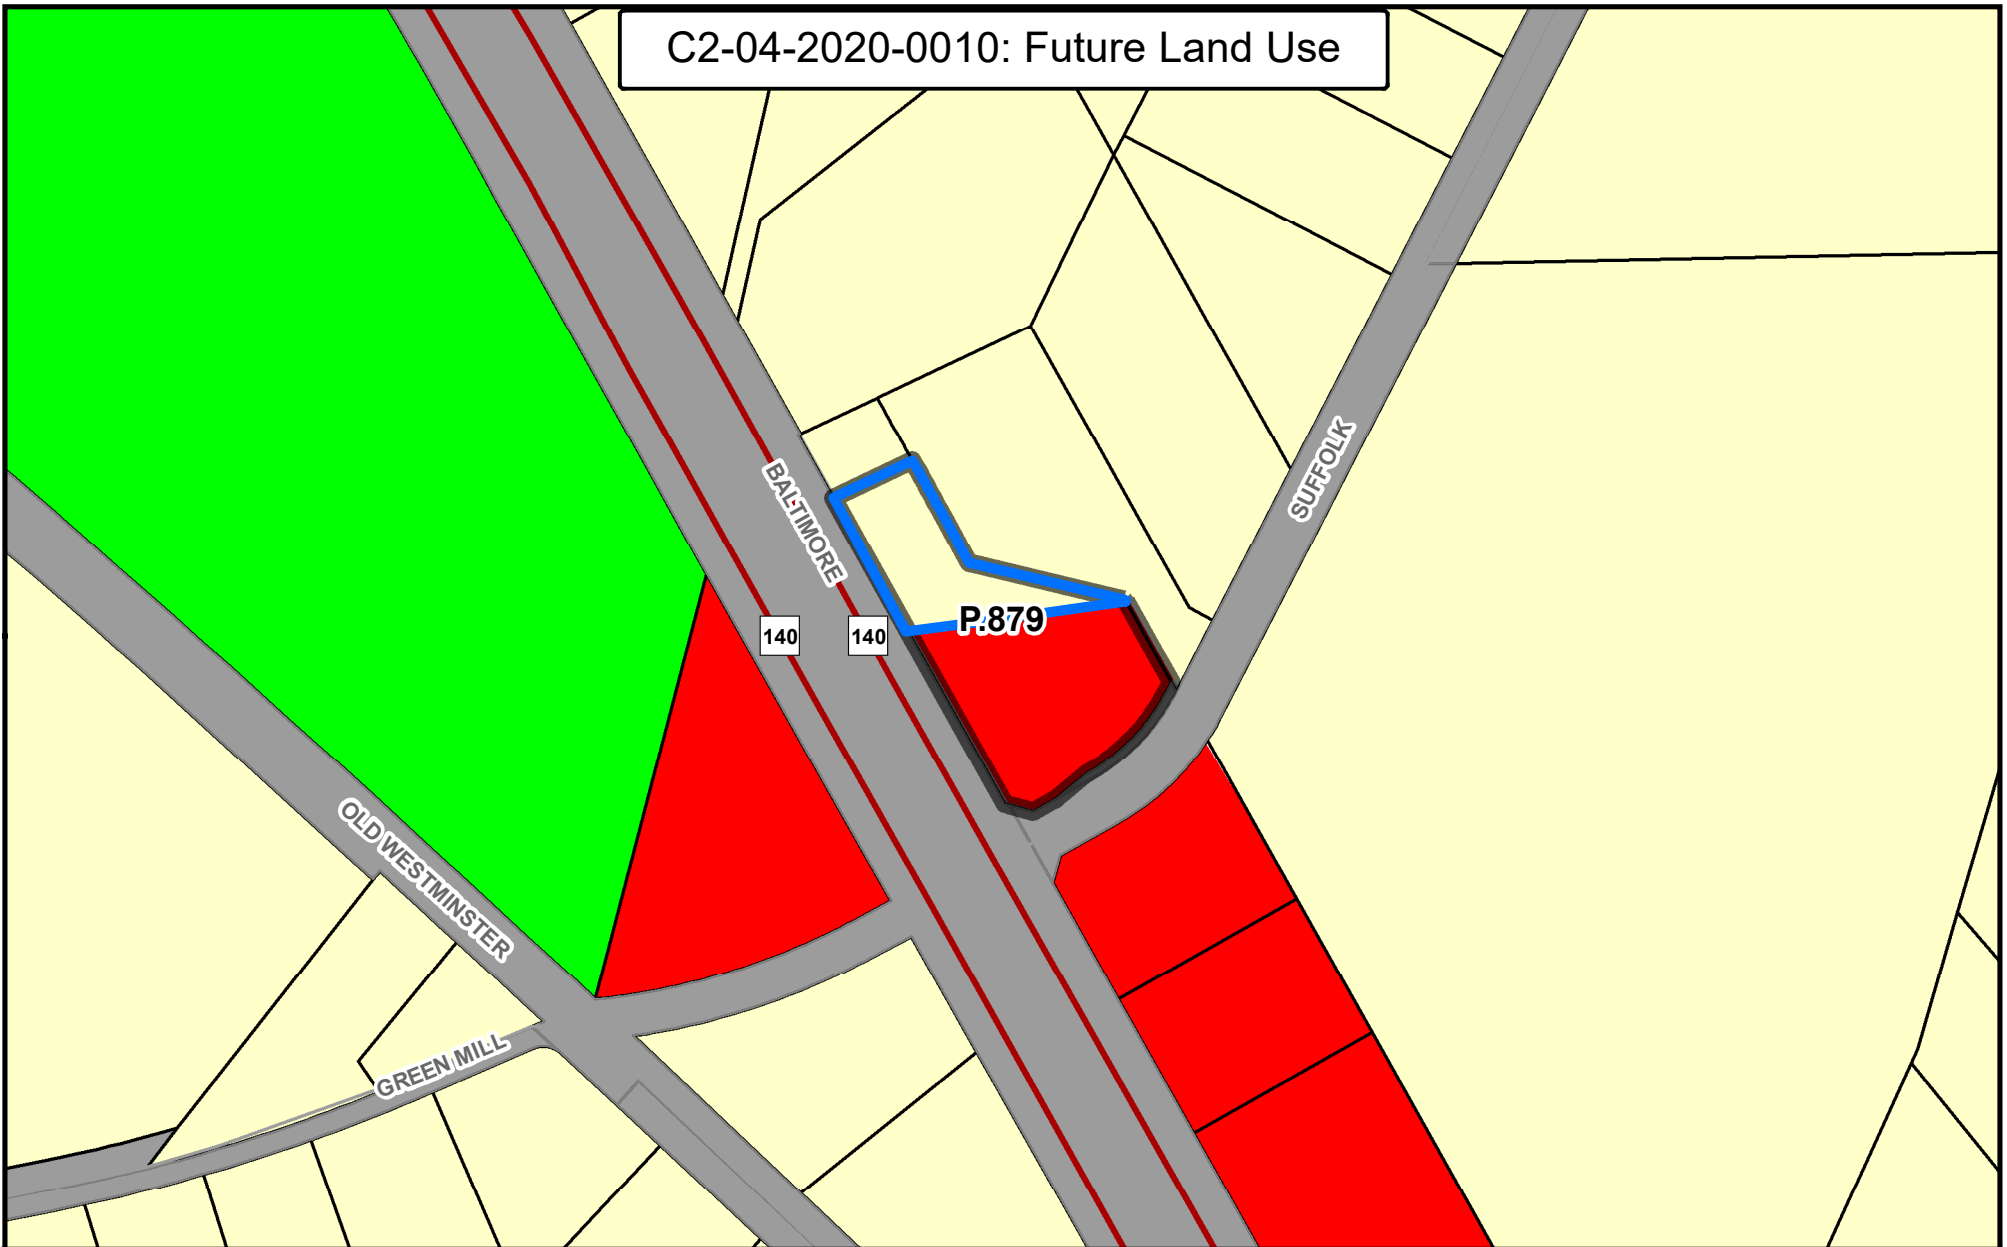 C2-04-2020-0010: Future Land Use
BALTIMORE
SUFFOLK
P.879
140
140
OLD WESTMINSTER
GREEN MILL